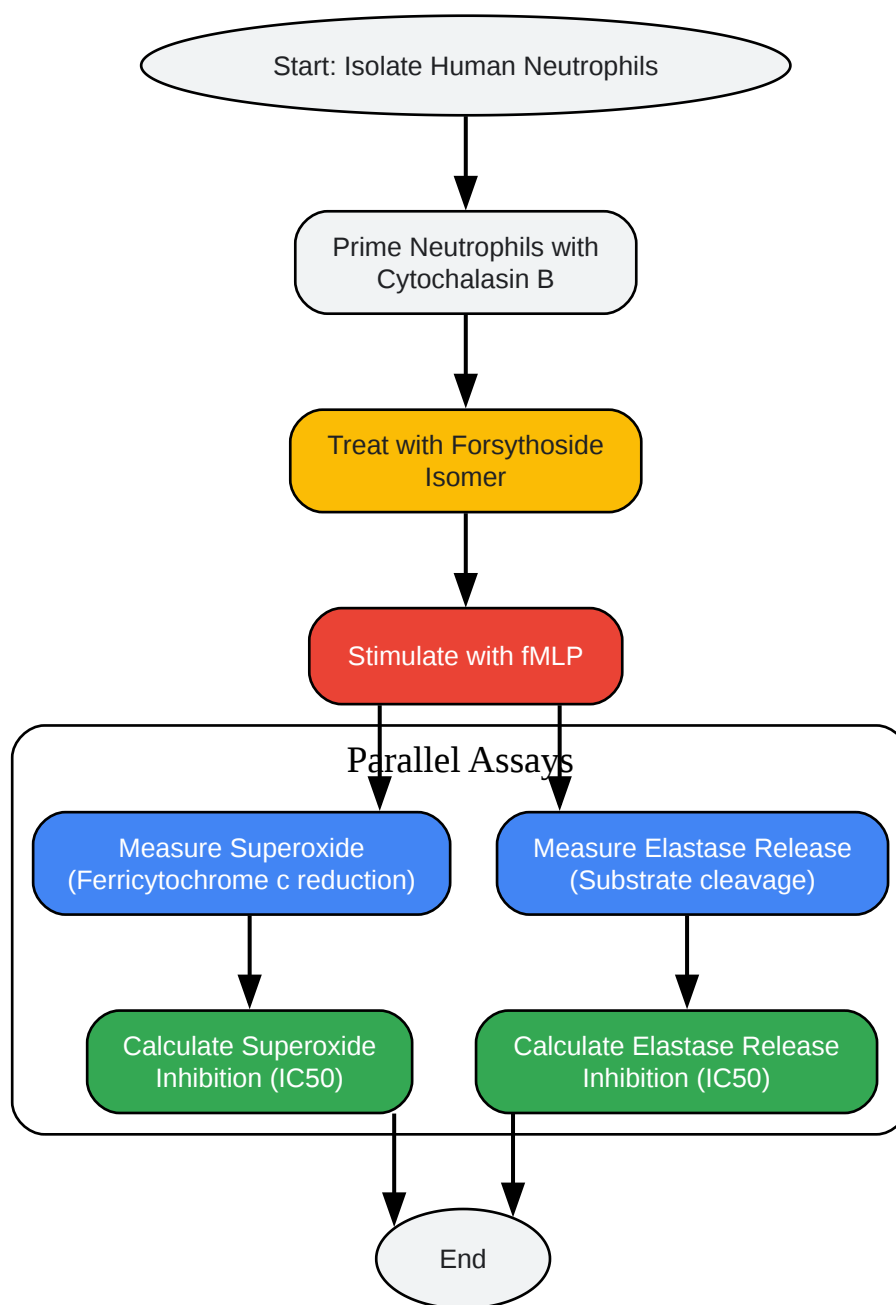 Start: Isolate Human Neutrophils
Prime Neutrophils with
Cytochalasin B
Treat with Forsythoside
Isomer
Stimulate with fMLP
Parallel Assays
Measure Superoxide
(Ferricytochrome c reduction)
Measure Elastase Release
(Substrate cleavage)
Calculate Superoxide
Inhibition (IC50)
Calculate Elastase Release
Inhibition (IC50)
End